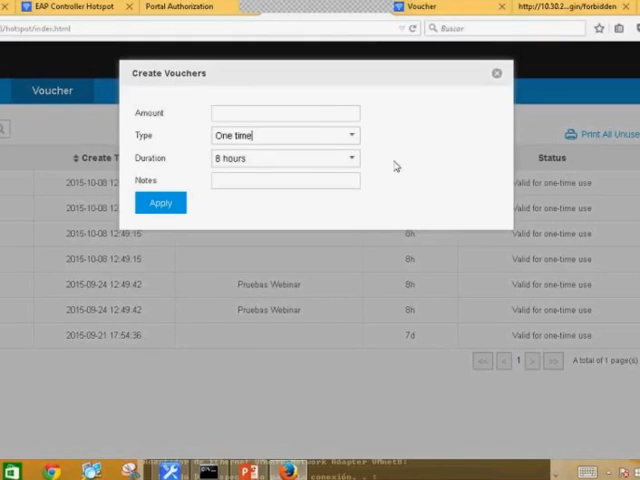 EAP Controller Hotspot
Portal Authorization
Voucher
http://10.30.2...gin/forbidden
/hotspot/index.html
Buscar
Voucher
Create Vouchers
Amount
Type One time
Duration 8 hours
Notes
Apply
Print All Unuse
Create T
Status
2015-10-08 12 Valid for one-time use
2015-10-08 12 Valid for one-time use
2015-10-08 12:49:15 8h Valid for one-time use
2015-10-08 12:49:15 8h Valid for one-time use
2015-09-24 12:49:42 Pruebas Webinar 8h Valid for one-time use
2015-09-24 12:49:42 Pruebas Webinar 8h Valid for one-time use
2015-09-21 17:54:36 7d Valid for one-time use
<< < 1 > >> A total of 1 page(s)